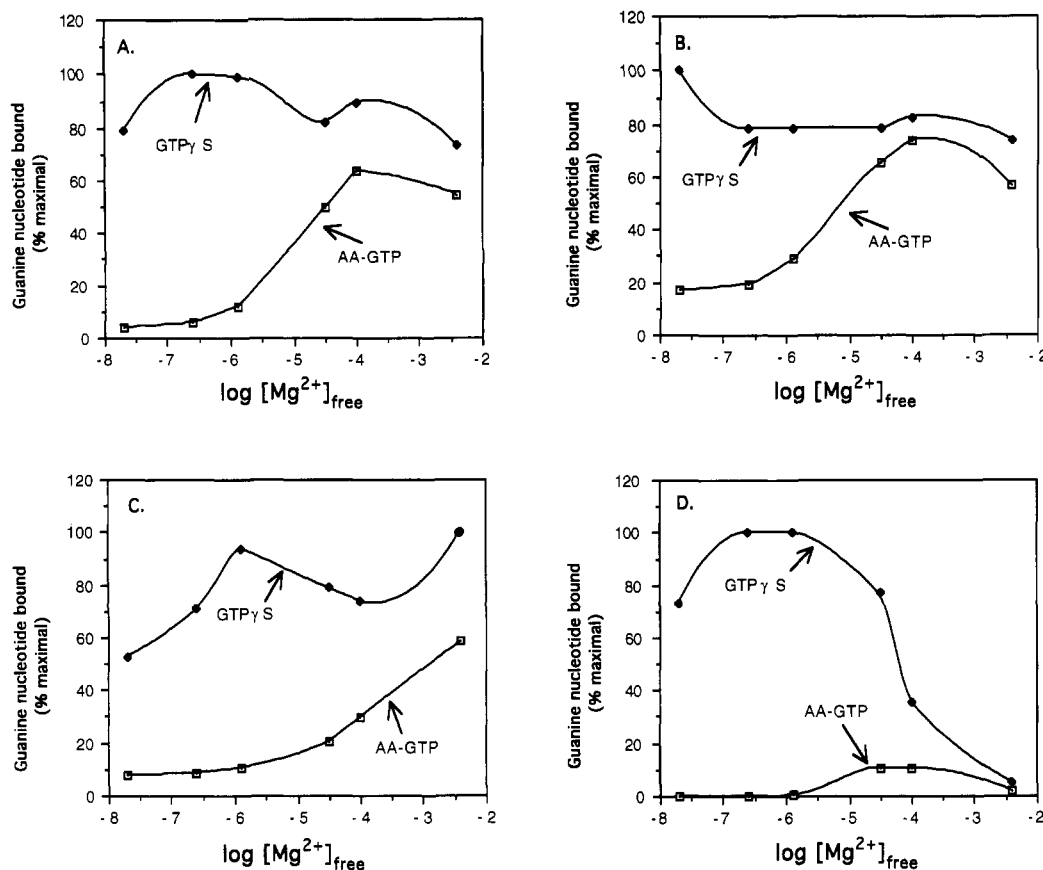 A.
Guanine nucleotide bound
(% maximal)
120
100
80
60
40
20
0
GTPγ S
AA-GTP
-8 -7 -6 -5 -4 -3 -2
log [Mg2+]free
B.
Guanine nucleotide bound
(% maximal)
120
100
80
60
40
20
0
GTPγ S
AA-GTP
-8 -7 -6 -5 -4 -3 -2
log [Mg2+]free
C.
Guanine nucleotide bound
(% maximal)
120
100
80
60
40
20
0
GTPγ S
AA-GTP
-8 -7 -6 -5 -4 -3 -2
log [Mg2+]free
D.
Guanine nucleotide bound
(% maximal)
120
100
80
60
40
20
0
GTPγ S
AA-GTP
-8 -7 -6 -5 -4 -3 -2
log [Mg2+]free